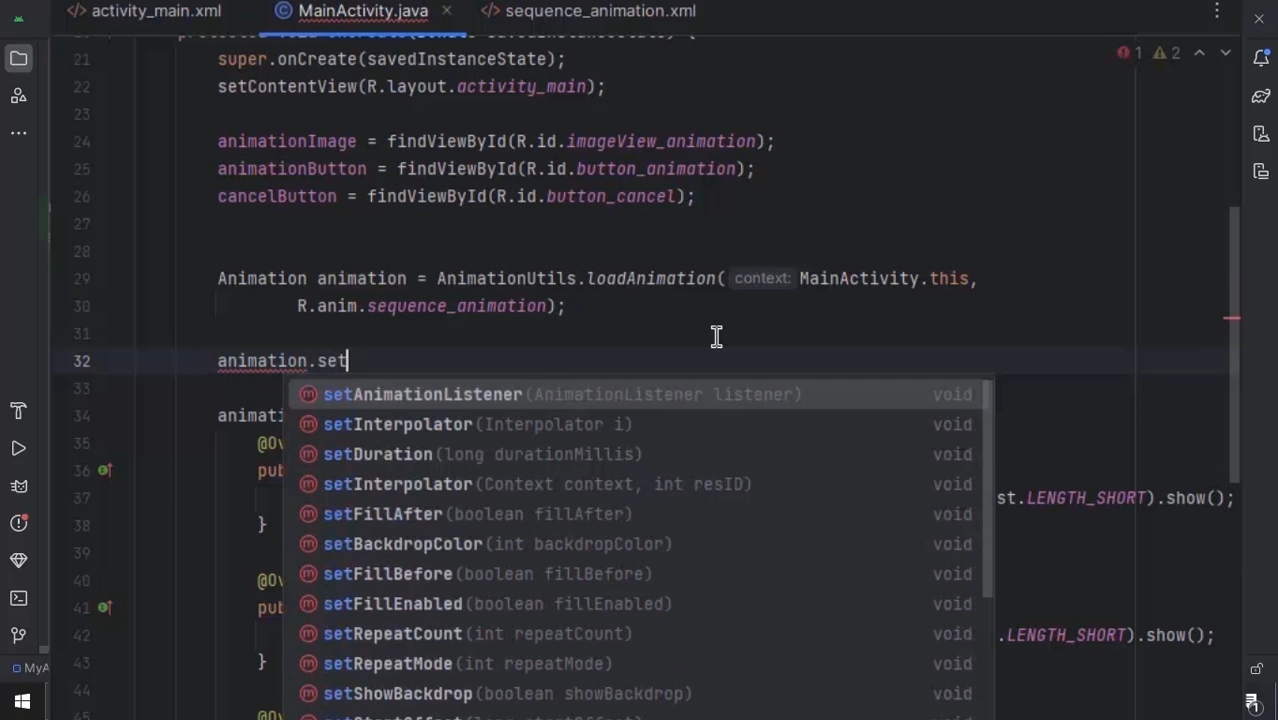 activity_main.xml MainActivity.java sequence_animation.xml
21 super.onCreate(savedInstanceState);
22 setContentView(R.layout.activity_main);
23
24 animationImage = findViewById(R.id.imageView_animation);
25 animationButton = findViewById(R.id.button_animation);
26 cancelButton = findViewById(R.id.button_cancel);
27
28
29 Animation animation = AnimationUtils.loadAnimation( context: MainActivity.this,
30 R.anim.sequence_animation);
31
32 animation.set
33 setAnimationListener(AnimationListener listener) void
34 animati setInterpolator(Interpolator i) void
35 @Ov setDuration(long durationMillis) void
36 pub setInterpolator(Context context, int resID) void
37 st.LENGTH_SHORT).show();
38 } setFillAfter(boolean fillAfter) void
39 setBackdropColor(int backdropColor) void
40 @Ov setFillBefore(boolean fillBefore) void
41 pub setFillEnabled(boolean fillEnabled) void
42 setRepeatCount(int repeatCount) void .LENGTH_SHORT).show();
43 } setRepeatMode(int repeatMode) void
44 setShowBackdrop(boolean showBackdrop) void
1 2
MyA
1